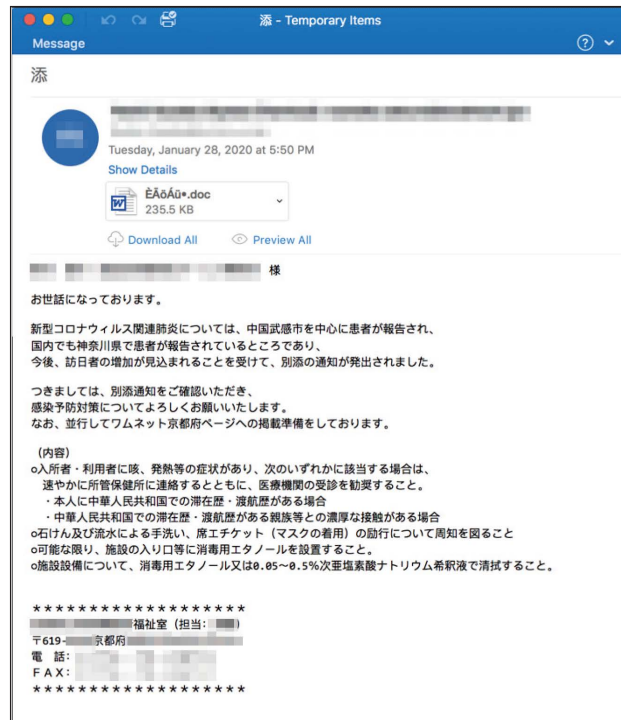 添 - Temporary Items
Message
添
Tuesday, January 28, 2020 at 5:50 PM
Show Details
ÈÃöÁü•.doc
235.5 KB
Download All Preview All
様
お世話になっております。
新型コロナウィルス関連肺炎については、中国武感市を中心に患者が報告され、
国内でも神奈川県で患者が報告されているところであり、
今後、訪日者の増加が見込まれることを受けて、別添の通知が発出されました。
つきましては、別添通知をご確認いただき、
感染予防対策についてよろしくお願いいたします。
なお、並行してワムネット京都府ページへの掲載準備をしております。
（内容）
o入所者・利用者に咳、発熱等の症状があり、次のいずれかに該当する場合は、
速やかに所管保健所に連絡するとともに、医療機関の受診を勧奨すること。
・本人に中華人民共和国での滞在歴・渡航歴がある場合
・中華人民共和国での滞在歴・渡航歴がある親族等との濃厚な接触がある場合
o石けん及び流水による手洗い、席エチケット（マスクの着用）の励行について周知を図ること
o可能な限り、施設の入り口等に消毒用エタノールを設置すること。
o施設設備について、消毒用エタノール又は0.05～0.5%次亜塩素酸ナトリウム希釈液で清拭すること。
＊＊＊＊＊＊＊＊＊＊＊＊＊＊＊＊＊＊＊
福祉室（担当: ）
〒619- 京都府
電 話:
ＦＡＸ:
＊＊＊＊＊＊＊＊＊＊＊＊＊＊＊＊＊＊＊